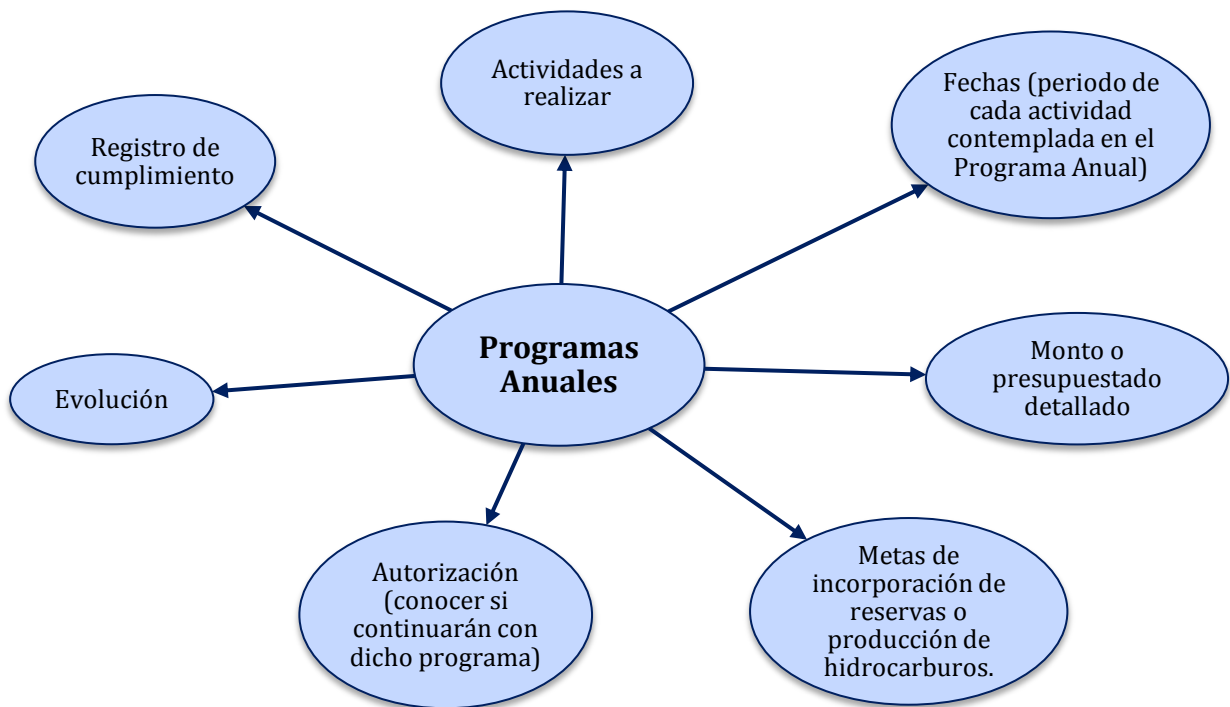 Actividades a
realizar
Fechas (periodo de
cada actividad
contemplada en el
Programa Anual)
Registro de
cumplimiento
Programas
Anuales
Monto o
presupuestado
detallado
Evolución
Autorización
(conocer si
continuarán con
dicho programa)
Metas de
incorporación de
reservas o
producción de
hidrocarburos.